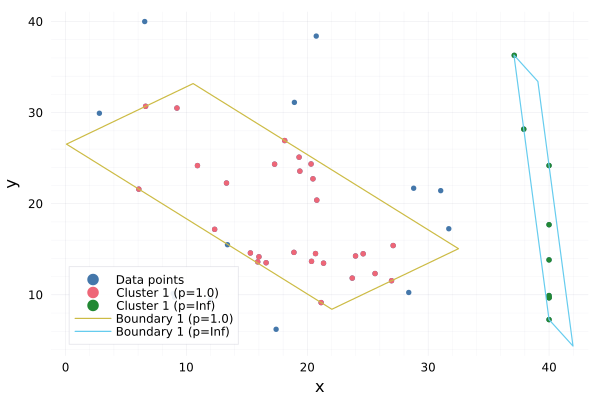 40
30
20
10
y
Data points
Cluster 1 (p=1.0)
Cluster 1 (p=Inf)
Boundary 1 (p=1.0)
Boundary 1 (p=Inf)
0 10 20 30 40
x